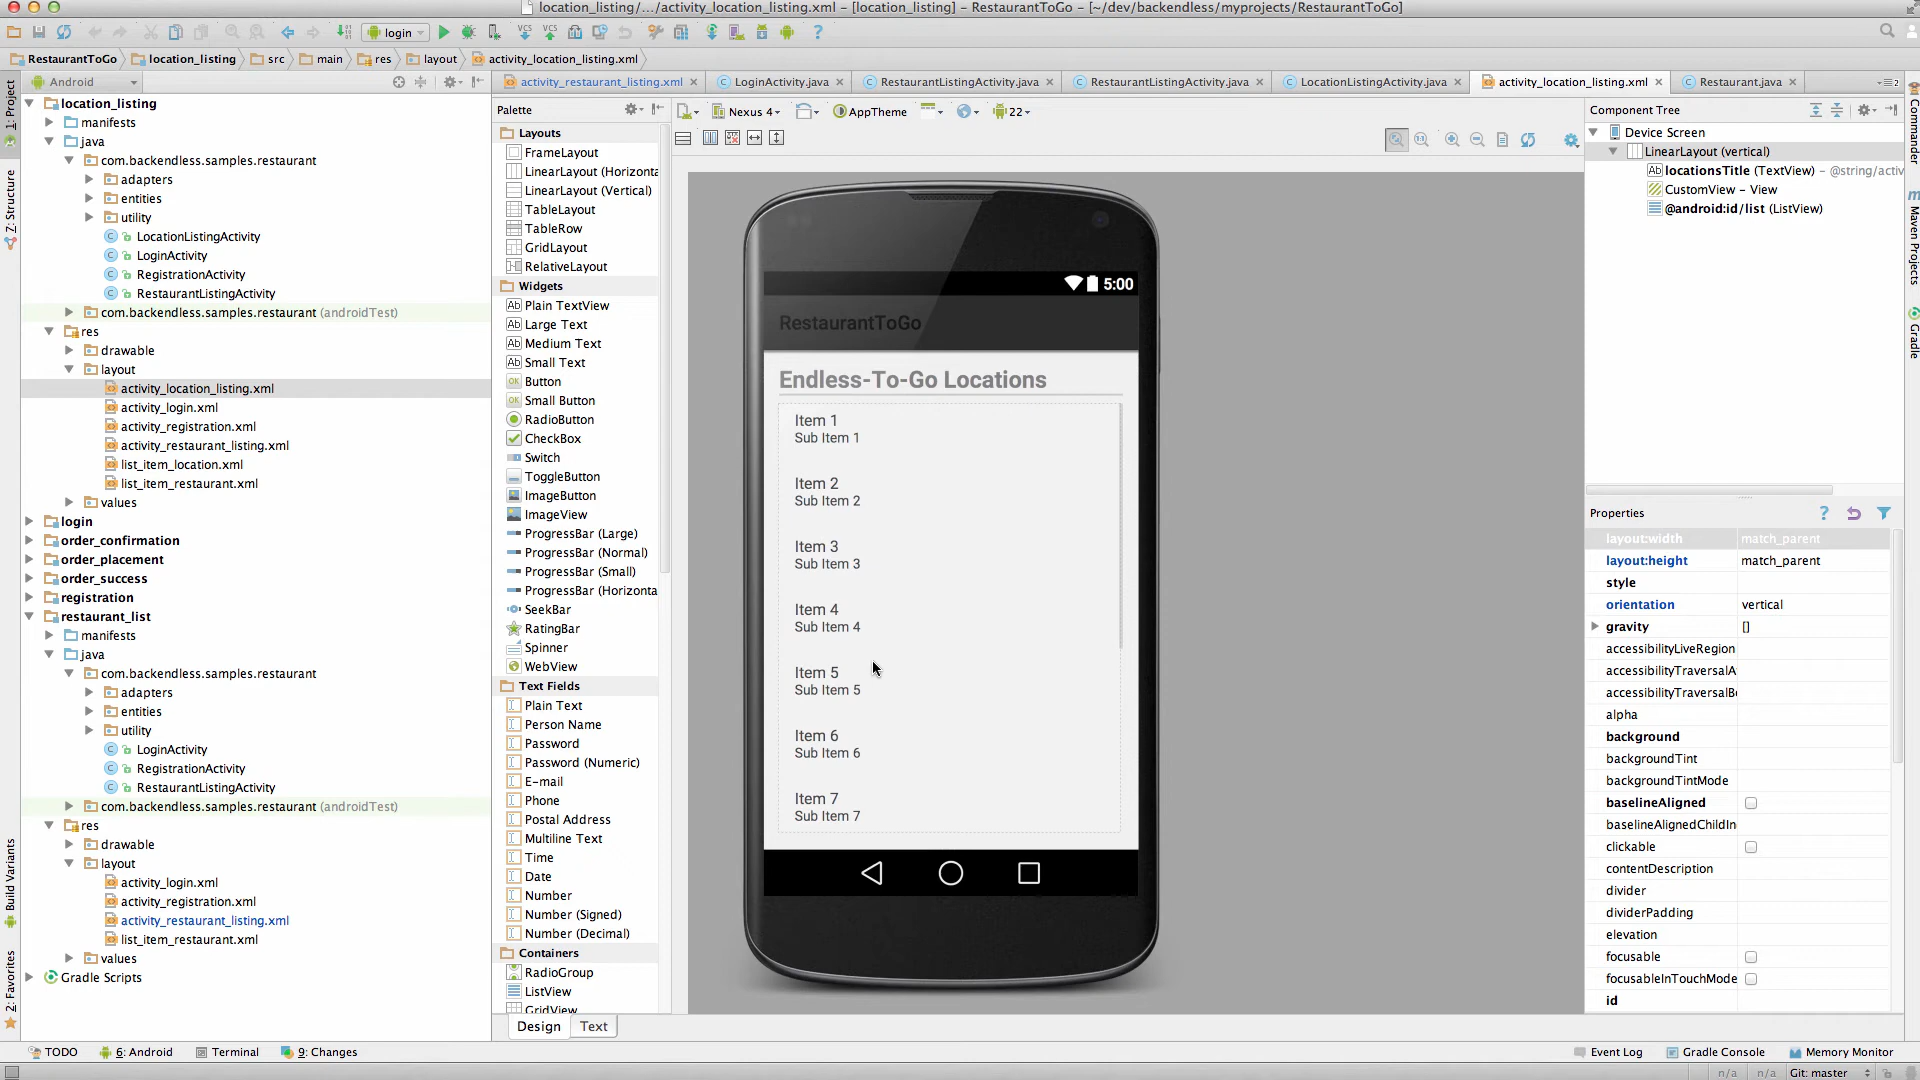 location_listing/.../activity_location_listing.xml - [location_listing] - RestaurantToGo - [~/dev/backendless/myprojects/RestaurantToGo]
login
RestaurantToGo
location_listing
src
main
res
layout
activity_location_listing.xml
Android
activity_restaurant_listing.xml
LoginActivity.java
RestaurantListingActivity.java
RestaurantListingActivity.java
LocationListingActivity.java
activity_location_listing.xml
Restaurant.java
1: Project
Z: Structure
Build Variants
2: Favorites
location_listing
manifests
java
com.backendless.samples.restaurant
adapters
entities
utility
LocationListingActivity
LoginActivity
RegistrationActivity
RestaurantListingActivity
com.backendless.samples.restaurant (androidTest)
res
drawable
layout
activity_location_listing.xml
activity_login.xml
activity_registration.xml
activity_restaurant_listing.xml
list_item_location.xml
list_item_restaurant.xml
values
login
order_confirmation
order_placement
order_success
registration
restaurant_list
manifests
java
com.backendless.samples.restaurant
adapters
entities
utility
LoginActivity
RegistrationActivity
RestaurantListingActivity
com.backendless.samples.restaurant (androidTest)
res
drawable
layout
activity_login.xml
activity_registration.xml
activity_restaurant_listing.xml
list_item_restaurant.xml
values
Gradle Scripts
Palette
Layouts
FrameLayout
LinearLayout (Horizonta
LinearLayout (Vertical)
TableLayout
TableRow
GridLayout
RelativeLayout
Widgets
Plain TextView
Large Text
Medium Text
Small Text
Button
Small Button
RadioButton
CheckBox
Switch
ToggleButton
ImageButton
ImageView
ProgressBar (Large)
ProgressBar (Normal)
ProgressBar (Small)
ProgressBar (Horizonta
SeekBar
RatingBar
Spinner
WebView
Text Fields
Plain Text
Person Name
Password
Password (Numeric)
E-mail
Phone
Postal Address
Multiline Text
Time
Date
Number
Number (Signed)
Number (Decimal)
Containers
RadioGroup
ListView
GridView
Design
Text
Nexus 4
AppTheme
22
5:00
RestaurantToGo
Endless-To-Go Locations
Item 1
Sub Item 1
Item 2
Sub Item 2
Item 3
Sub Item 3
Item 4
Sub Item 4
Item 5
Sub Item 5
Item 6
Sub Item 6
Item 7
Sub Item 7
Component Tree
Device Screen
LinearLayout (vertical)
locationsTitle (TextView) - @string/activ
CustomView - View
@android:id/list (ListView)
Properties
layout:width match_parent
layout:height match_parent
style
orientation vertical
gravity []
accessibilityLiveRegion
accessibilityTraversalA
accessibilityTraversalBe
alpha
background
backgroundTint
backgroundTintMode
baselineAligned
baselineAlignedChildIn
clickable
contentDescription
divider
dividerPadding
elevation
focusable
focusableInTouchMode
id
Commander
Maven Projects
Gradle
TODO
6: Android
Terminal
9: Changes
Event Log
Gradle Console
Memory Monitor
n/a
n/a
Git: master